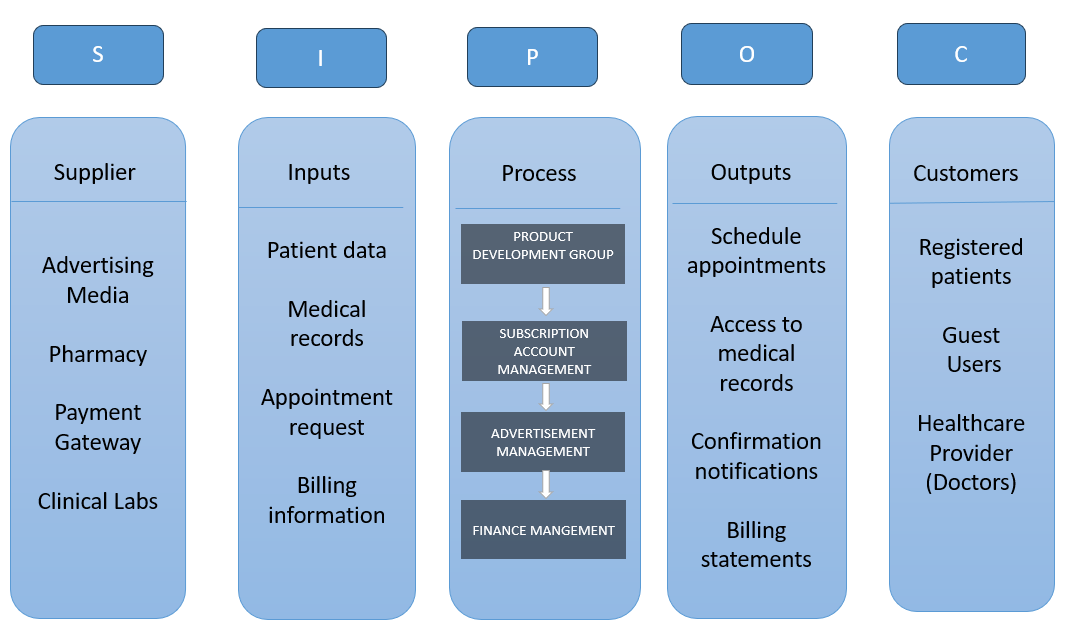 S
I
P
O
C
Supplier
Advertising
Media
Pharmacy
Payment
Gateway
Clinical Labs
Inputs
Patient data
Medical
records
Appointment
request
Billing
information
Process
PRODUCT
DEVELOPMENT GROUP
SUBSCRIPTION
ACCOUNT
MANAGEMENT
ADVERTISEMENT
MANAGEMENT
FINANCE MANGEMENT
Outputs
Schedule
appointments
Access to
medical
records
Confirmation
notifications
Billing
statements
Customers
Registered
patients
Guest
Users
Healthcare
Provider
(Doctors)